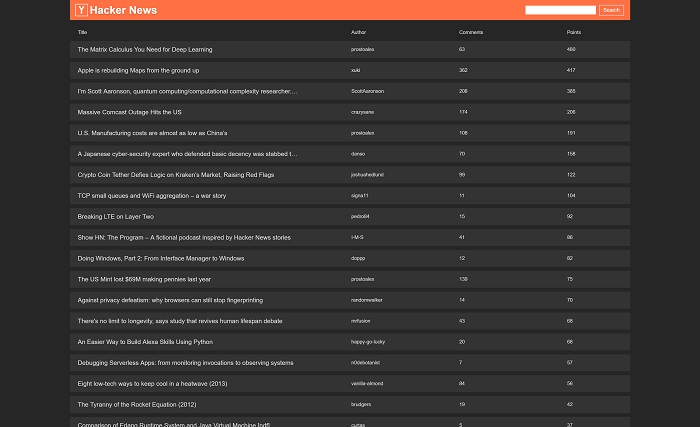 Y Hacker News Search
Title Author Comments Points
The Matrix Calculus You Need for Deep Learning prostoalex 63 480
Apple is rebuilding Maps from the ground up xuki 362 417
I'm Scott Aaronson, quantum computing/computational complexity researcher,... ScottAaronson 206 385
Massive Comcast Outage Hits the US crazysane 174 206
U.S. Manufacturing costs are almost as low as China's prostoalex 106 191
A Japanese cyber-security expert who defended basic decency was stabbed t... danso 70 158
Crypto Coin Tether Defies Logic on Kraken's Market, Raising Red Flags joshuahedlund 99 122
TCP small queues and WiFi aggregation – a war story signa11 11 104
Breaking LTE on Layer Two pedro84 15 92
Show HN: The Program – A fictional podcast inspired by Hacker News stories I-M-S 41 86
Doing Windows, Part 2: From Interface Manager to Windows doppp 12 82
The US Mint lost $69M making pennies last year prostoalex 139 75
Against privacy defeatism: why browsers can still stop fingerprinting randomwalker 14 70
There's no limit to longevity, says study that revives human lifespan debate mrfusion 43 68
An Easier Way to Build Alexa Skills Using Python happy-go-lucky 20 68
Debugging Serverless Apps: from monitoring invocations to observing systems n0debotanist 7 57
Eight low-tech ways to keep cool in a heatwave (2013) vanilla-almond 84 56
The Tyranny of the Rocket Equation (2012) brudgers 19 42
Comparison of Erlang Runtime System and Java Virtual Machine [pdf] curtas 5 37